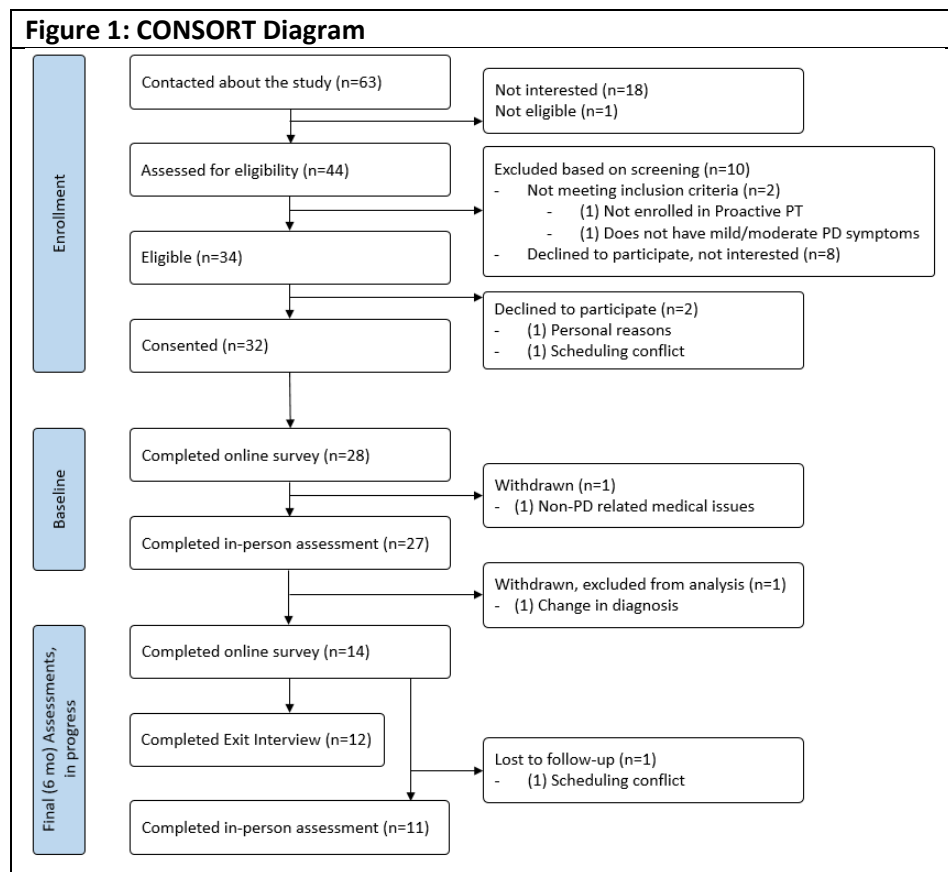 Figure 1: CONSORT Diagram
Enrollment
Contacted about the study (n=63)
Not interested (n=18)
Not eligible (n=1)
Assessed for eligibility (n=44)
Excluded based on screening (n=10)
- Not meeting inclusion criteria (n=2)
- (1) Not enrolled in Proactive PT
- (1) Does not have mild/moderate PD symptoms
- Declined to participate, not interested (n=8)
Eligible (n=34)
Declined to participate (n=2)
- (1) Personal reasons
- (1) Scheduling conflict
Consented (n=32)
Baseline
Completed online survey (n=28)
Withdrawn (n=1)
- (1) Non-PD related medical issues
Completed in-person assessment (n=27)
Withdrawn, excluded from analysis (n=1)
- (1) Change in diagnosis
Final (6 mo) Assessments,
in progress
Completed online survey (n=14)
Completed Exit Interview (n=12)
Lost to follow-up (n=1)
- (1) Scheduling conflict
Completed in-person assessment (n=11)